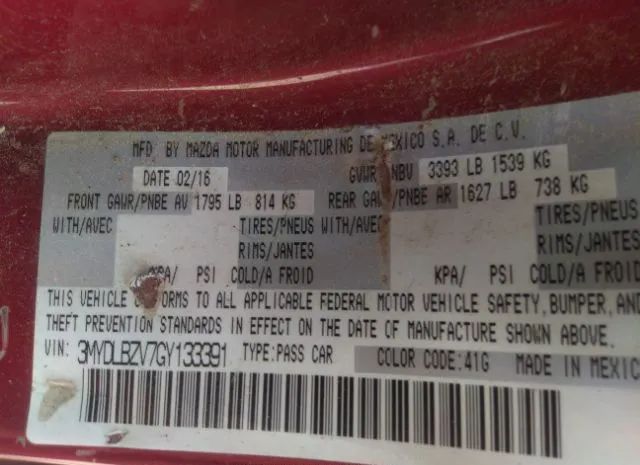 MFD BY MAZDA MOTOR MANUFACTURING DE MEXICO S.A. DE C.V.
DATE 02/16 GVWR NBV 3393 LB 1539 KG
FRONT GAWR/PNBE AV 1795 LB 814 KG REAR GAWR/PNBE AR 1627 LB 738 KG
WITH/AVEC TIRES/PNEUS WITH/AVEC TIRES/PNEUS
RIMS/JANTES RIMS/JANTES
KPA/ PSI COLD/A FROID KPA/ PSI COLD/A FROID
THIS VEHICLE CONFORMS TO ALL APPLICABLE FEDERAL MOTOR VEHICLE SAFETY, BUMPER, AND
THEFT PREVENTION STANDARDS IN EFFECT ON THE DATE OF MANUFACTURE SHOWN ABOVE.
VIN: 3MYDLBZV7GY133391 TYPE:PASS CAR COLOR CODE:41G MADE IN MEXICO